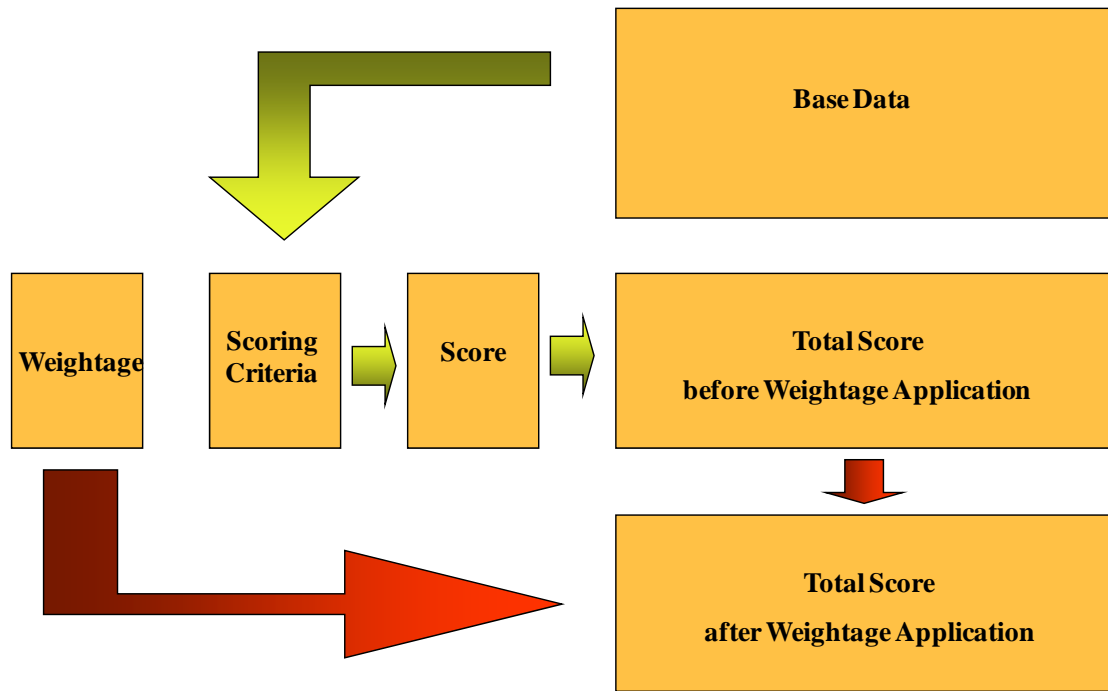 Base Data
Weightage
Scoring
Criteria
Score
Total Score
before Weightage Application
Total Score
after Weightage Application